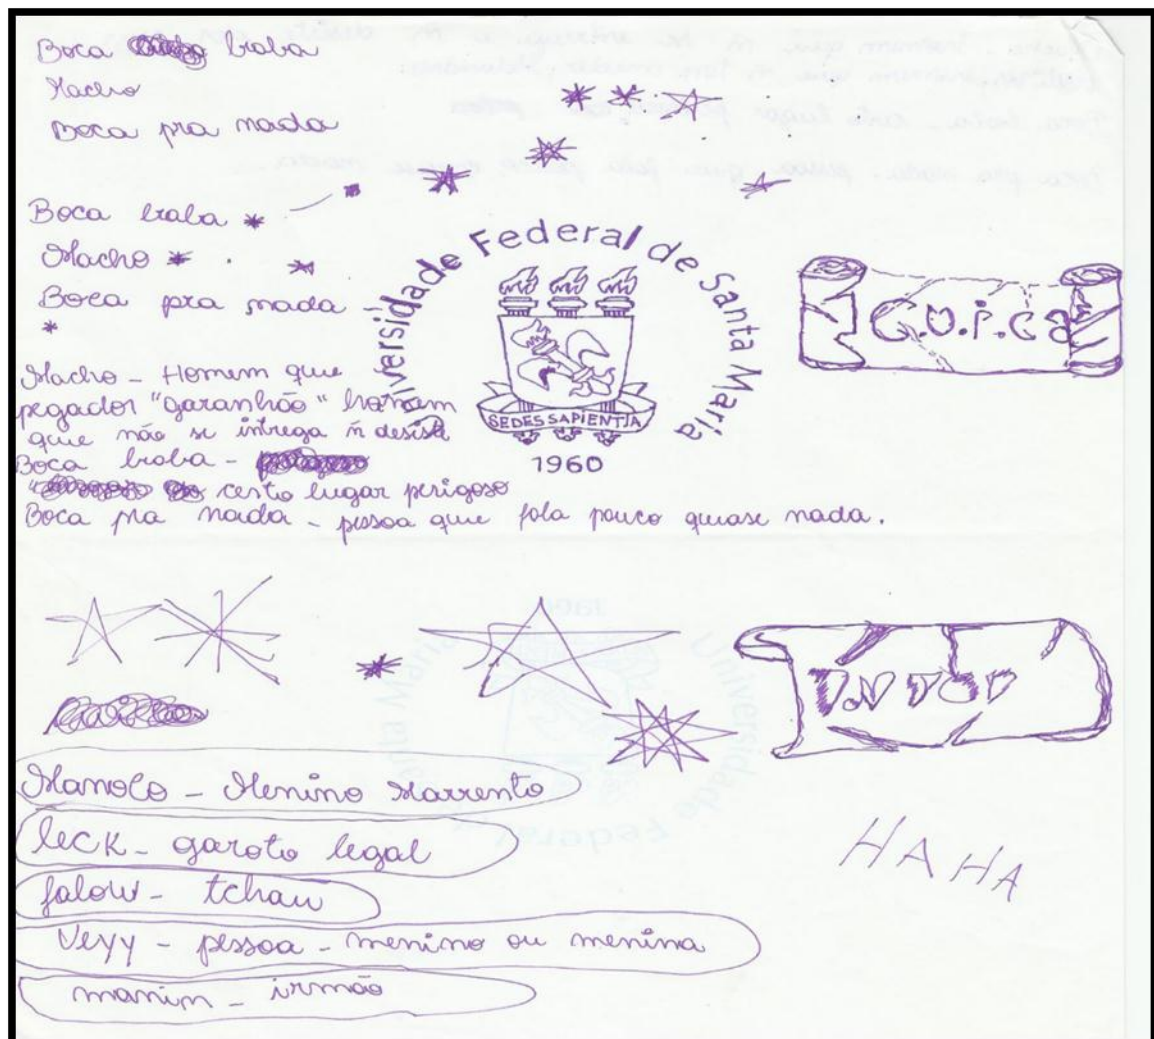 Boca braba
Macho
Boca pra nada
Boca braba
Macho
Boca pra nada
Universidade Federal de Santa Maria
SEDES SAPIENTIA
1960
C.O.I.C
Macho - Homem que
pegador "garanhão" homem
que não se intrega ñ desiste
Boca braba -
certo lugar perigoso
Boca pra nada - pessoa que fala pouco quase nada.
Manolo - Menino Marrento
leck - garoto legal
falow - tchau
Veyy - pessoa - menino ou menina
manin - irmão
HAHA